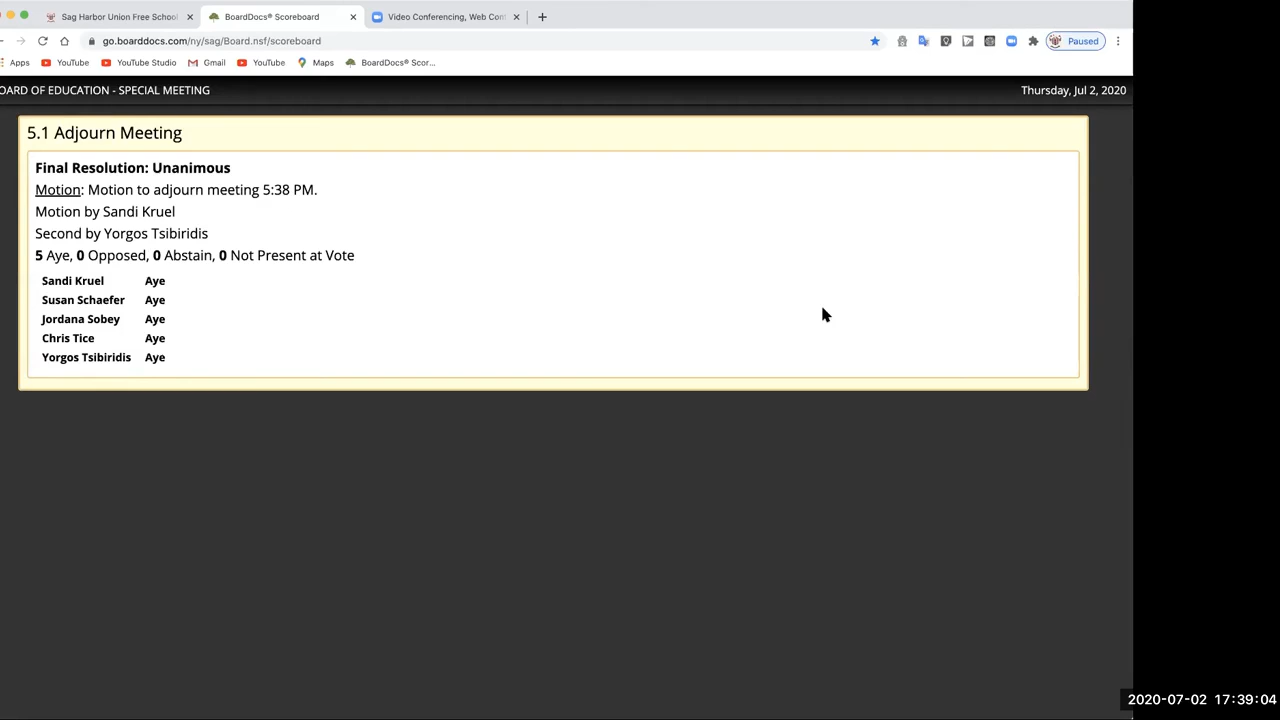 Sag Harbor Union Free School
BoardDocs® Scoreboard
Video Conferencing, Web Con
go.boarddocs.com/ny/sag/Board.nsf/scoreboard
Paused
Apps
YouTube
YouTube Studio
Gmail
YouTube
Maps
BoardDocs® Scor...
OARD OF EDUCATION - SPECIAL MEETING
Thursday, Jul 2, 2020
5.1 Adjourn Meeting
Final Resolution: Unanimous
Motion: Motion to adjourn meeting 5:38 PM.
Motion by Sandi Kruel
Second by Yorgos Tsibiridis
5 Aye, 0 Opposed, 0 Abstain, 0 Not Present at Vote
Sandi Kruel Aye
Susan Schaefer Aye
Jordana Sobey Aye
Chris Tice Aye
Yorgos Tsibiridis Aye
2020-07-02 17:39:04